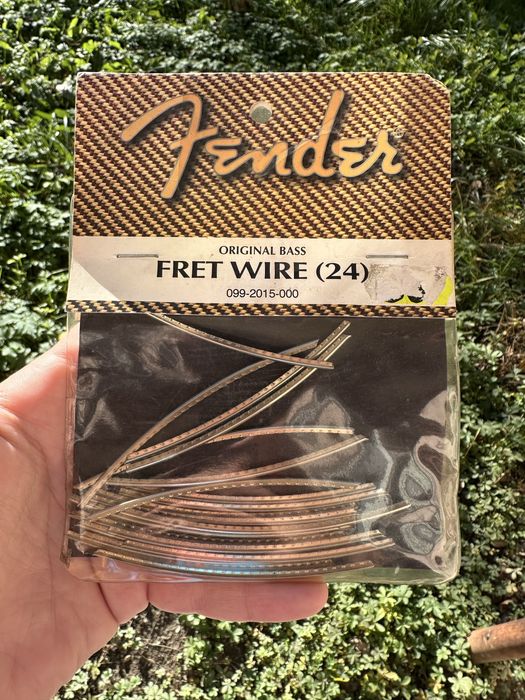 Fender
ORIGINAL BASS
FRET WIRE (24)
099-2015-000